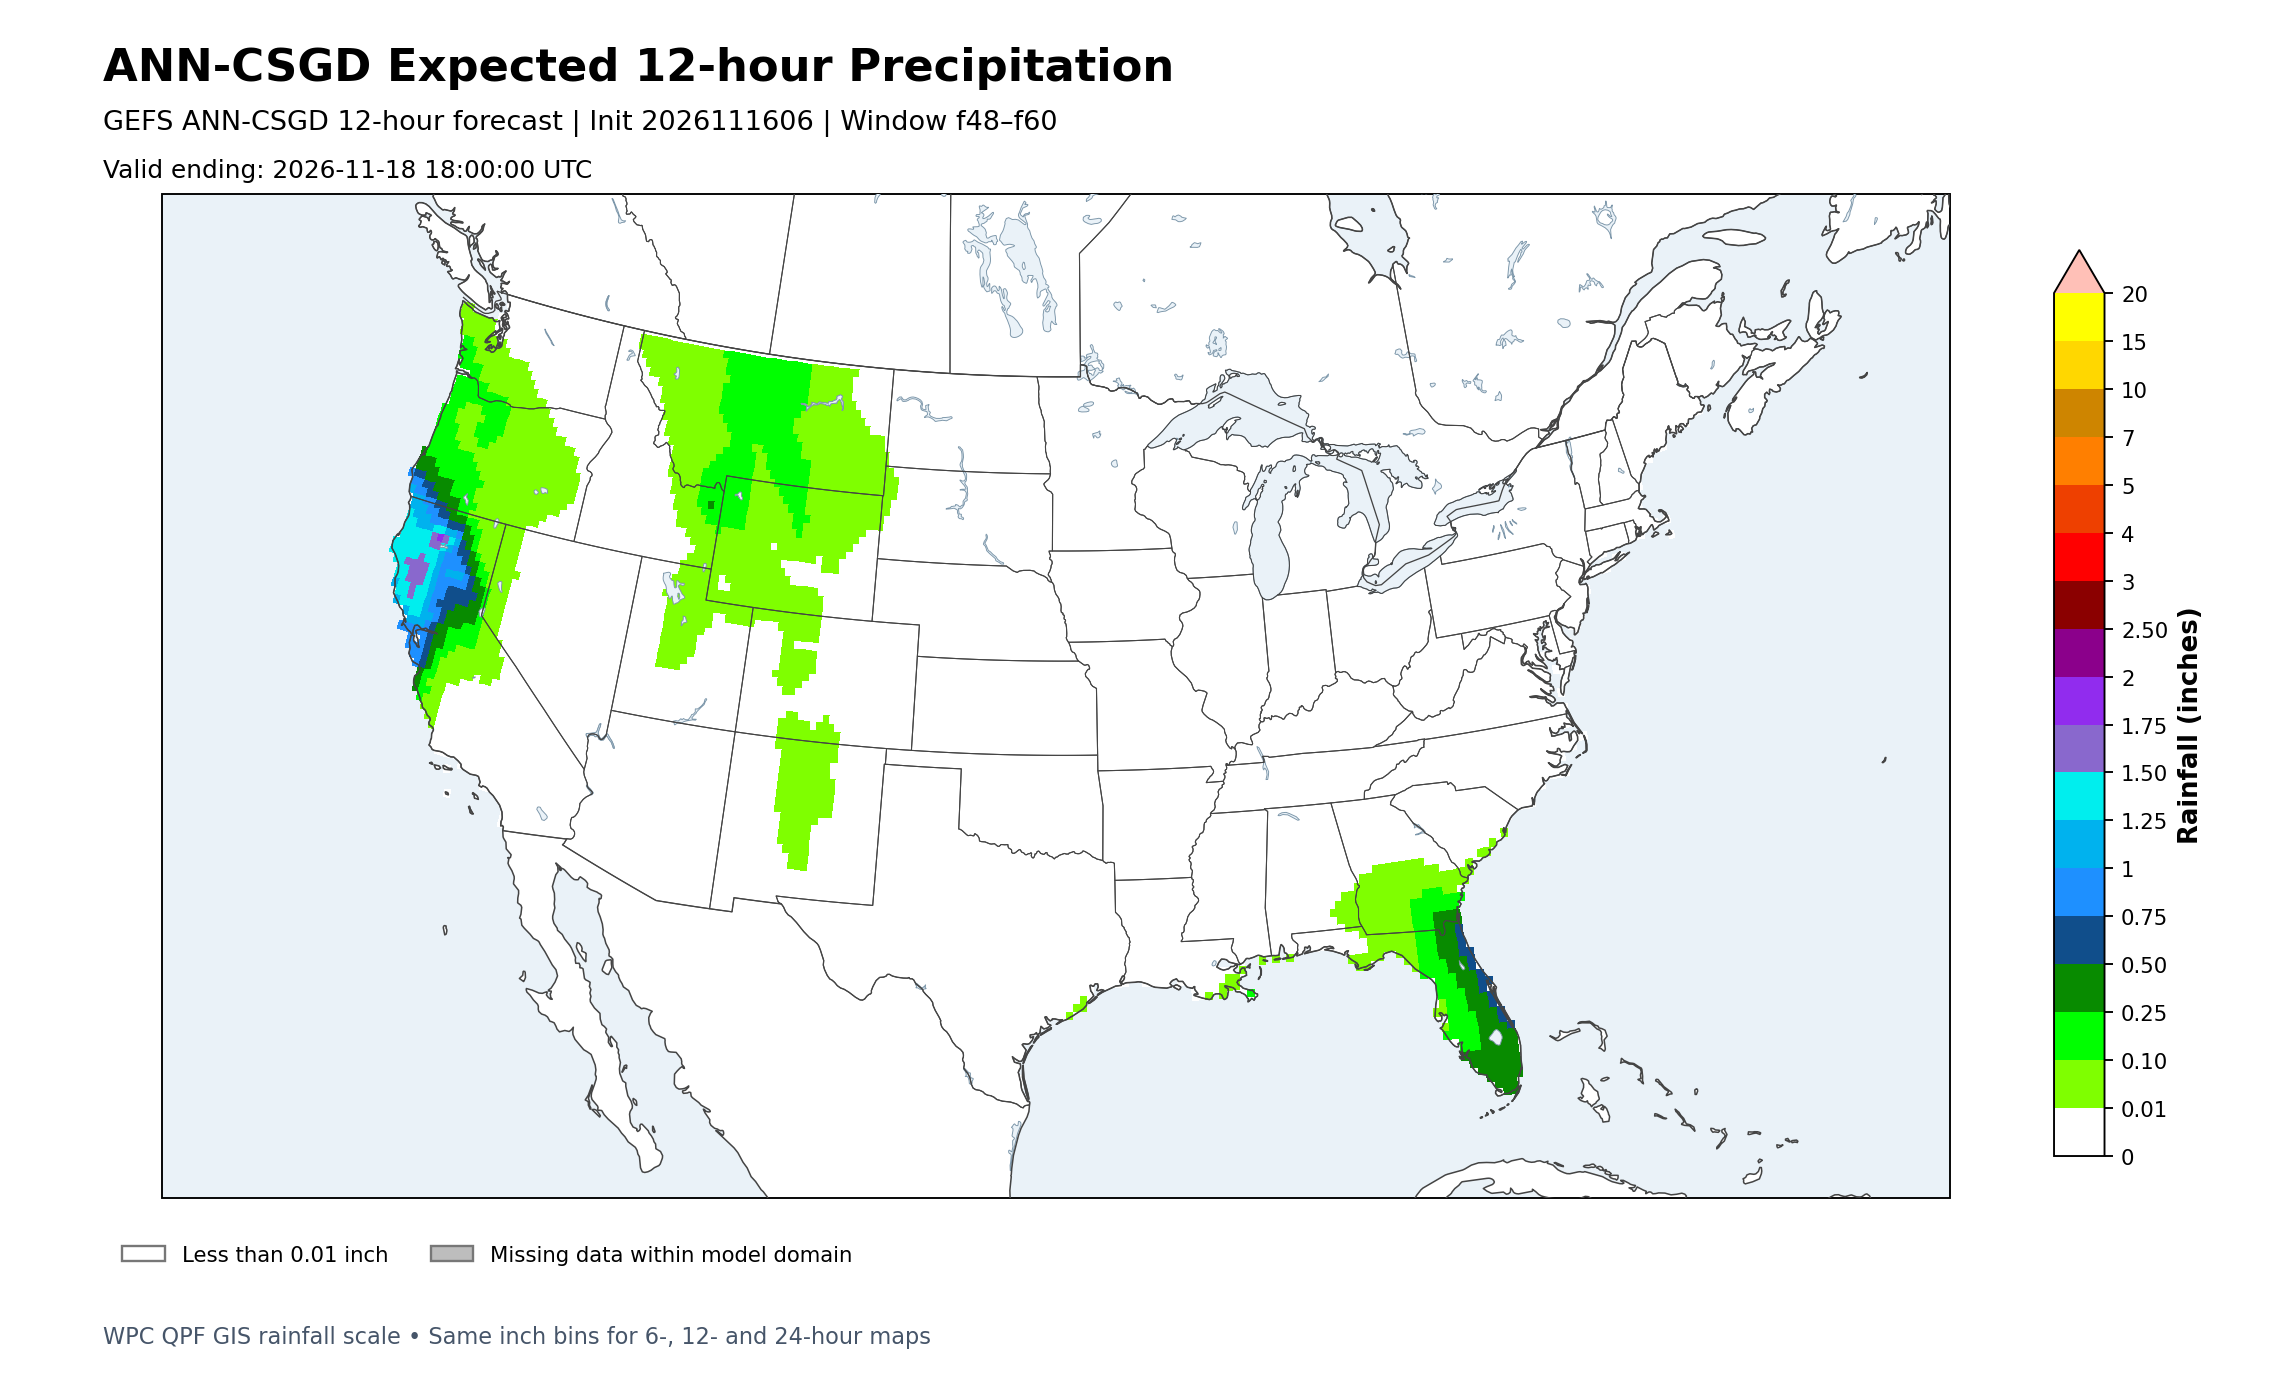 ANN-CSGD Expected 12-hour Precipitation
GEFS ANN-CSGD 12-hour forecast | Init 2026111606 | Window f48–f60
Valid ending: 2026-11-18 18:00:00 UTC
20
15
10
7
5
4
3
2.50
2
1.75
1.50
1.25
1
0.75
0.50
0.25
0.10
0.01
0
Rainfall (inches)
Less than 0.01 inch
Missing data within model domain
WPC QPF GIS rainfall scale • Same inch bins for 6-, 12- and 24-hour maps